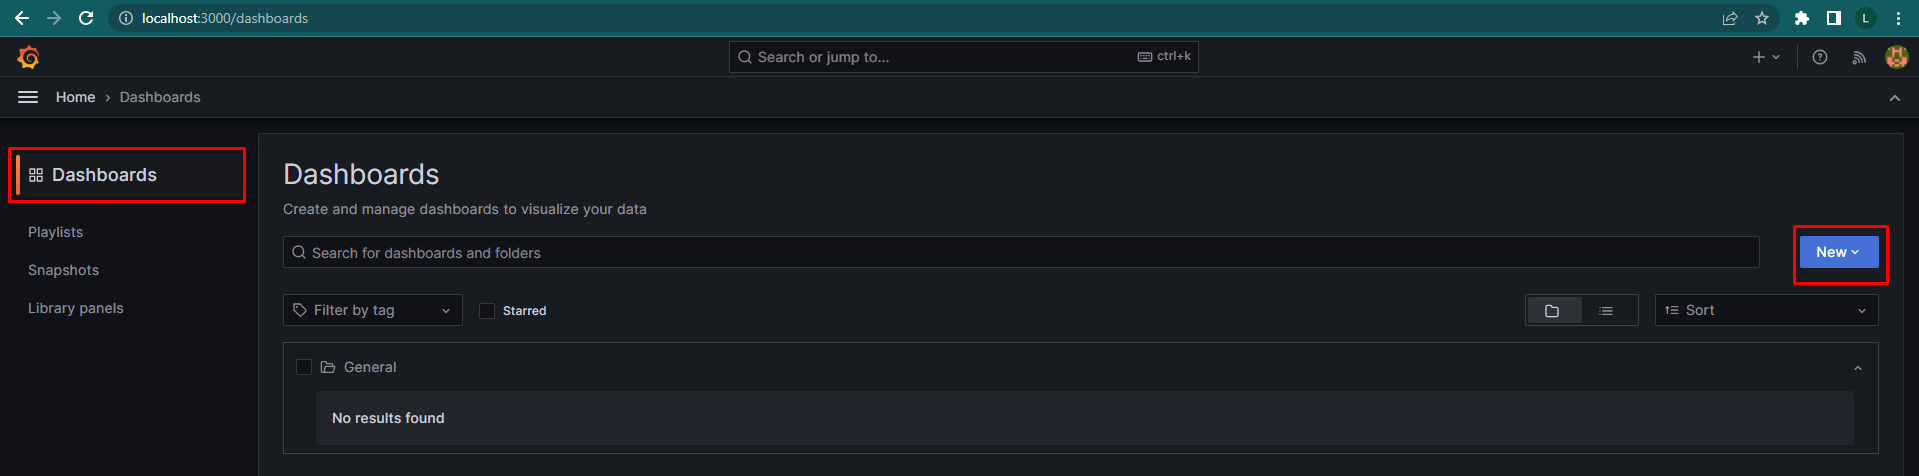 localhost:3000/dashboards
L
Search or jump to...
ctrl+k
Home › Dashboards
Dashboards
Playlists
Snapshots
Library panels
Dashboards
Create and manage dashboards to visualize your data
Search for dashboards and folders
New
Filter by tag
Starred
Sort
General
No results found